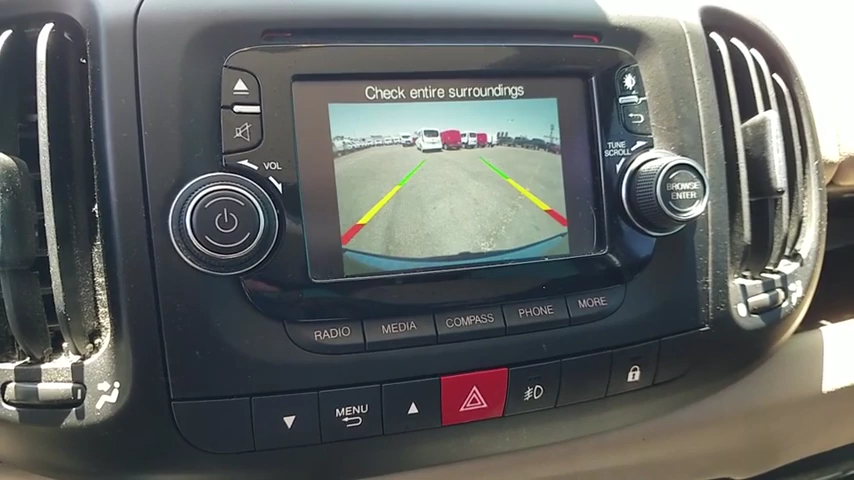 Check entire surroundings
VOL
TUNE
SCROLL
BROWSE
ENTER
RADIO
MEDIA
COMPASS
PHONE
MORE
MENU